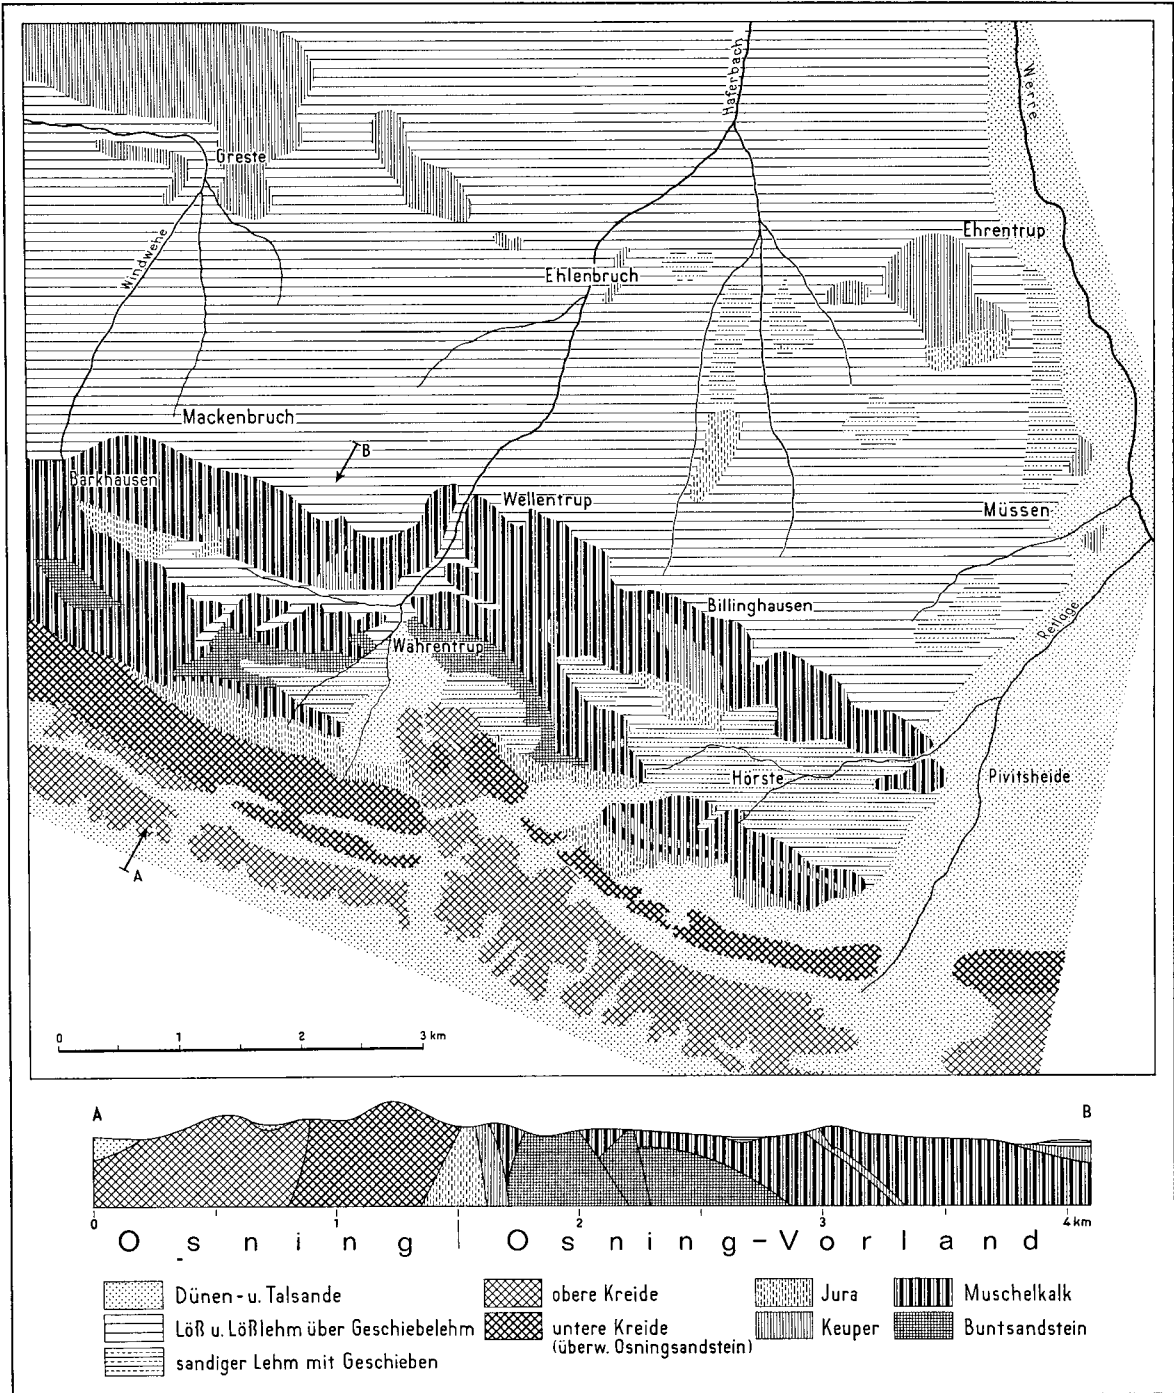 Haferbach
Werre
Greste
Windwehe
Ehrentrup
Ehlenbruch
Mackenbruch
B
Barkhausen
Wellentrup
Müssen
Billinghausen
Retlage
Währentrup
Hörste
Pivitsheide
A
0 1 2 3 km
A B
0 1 2 3 4 km
Osning Osning-Vorland
Dünen- u. Talsande
Löß u. Lößlehm über Geschiebelehm
sandiger Lehm mit Geschieben
obere Kreide
untere Kreide
(überw. Osningsandstein)
Jura
Keuper
Muschelkalk
Buntsandstein